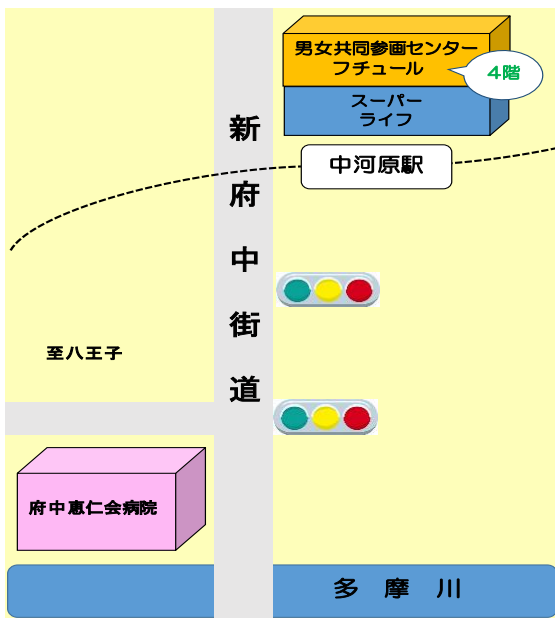 男女共同参画センター
フチュール
4階
スーパー
ライフ
中河原駅
新府中街道
至八王子
府中恵仁会病院
多摩川